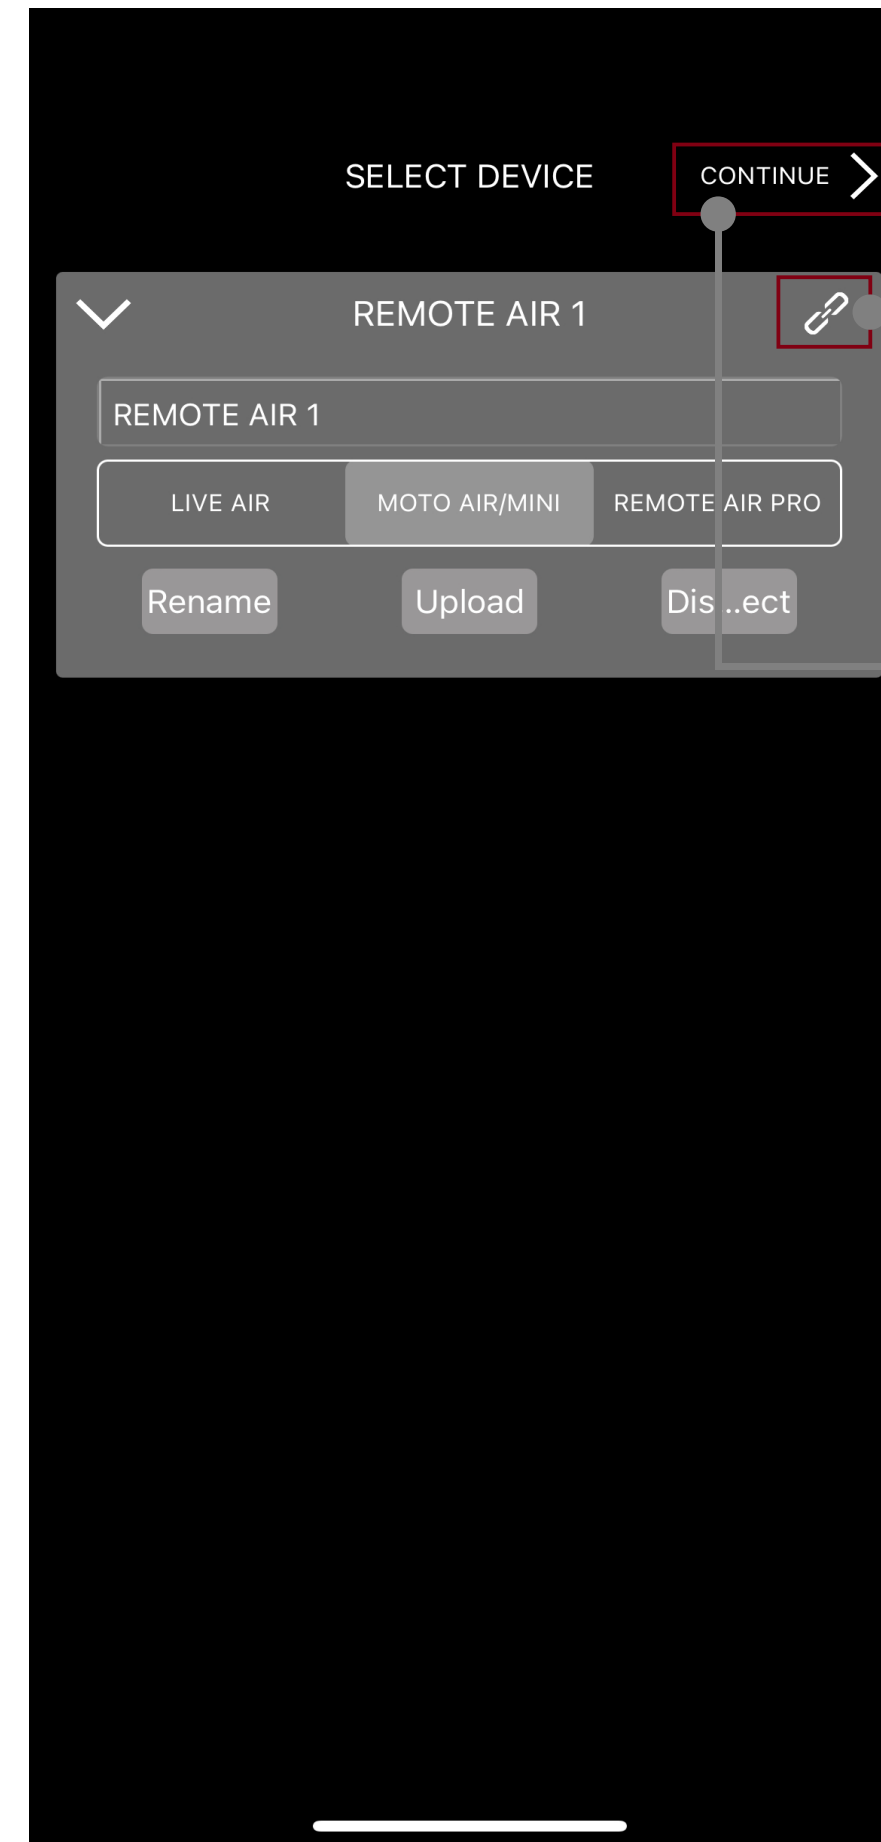 SELECT DEVICE
CONTINUE
REMOTE AIR 1
REMOTE AIR 1
LIVE AIR MOTO AIR/MINI REMOTE AIR PRO
Rename Upload Dis...ect